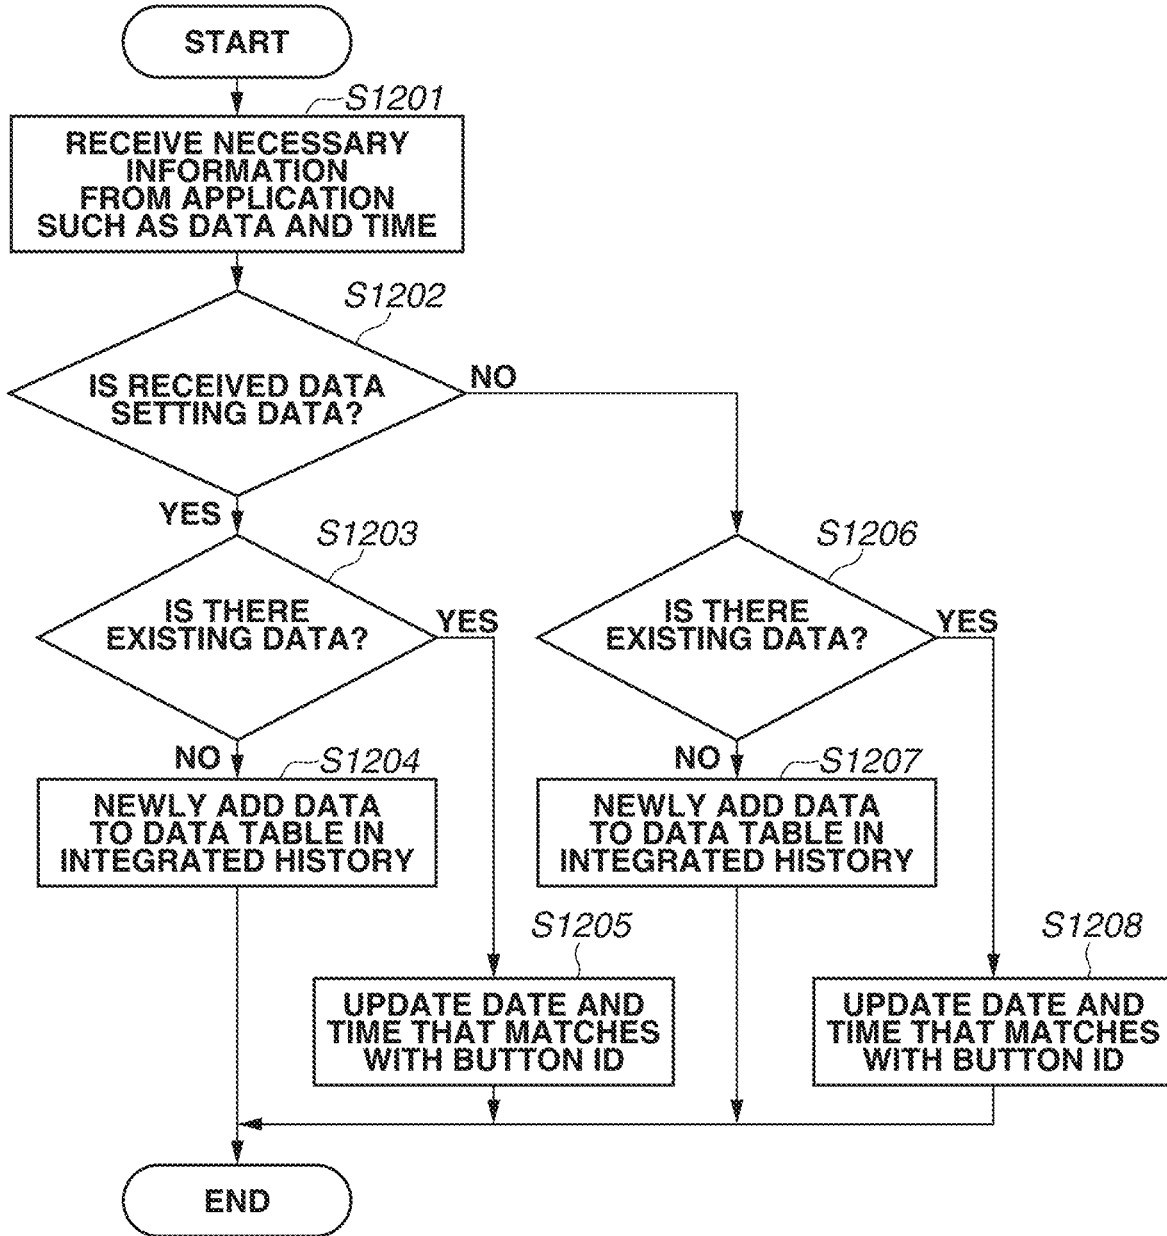 START
S1201
RECEIVE NECESSARY
INFORMATION
FROM APPLICATION
SUCH AS DATA AND TIME
S1202
IS RECEIVED DATA
SETTING DATA?
NO
YES
S1203
IS THERE
EXISTING DATA?
YES
S1206
IS THERE
EXISTING DATA?
YES
NO
S1204
NEWLY ADD DATA
TO DATA TABLE IN
INTEGRATED HISTORY
NO
S1207
NEWLY ADD DATA
TO DATA TABLE IN
INTEGRATED HISTORY
S1205
UPDATE DATE AND
TIME THAT MATCHES
WITH BUTTON ID
S1208
UPDATE DATE AND
TIME THAT MATCHES
WITH BUTTON ID
END